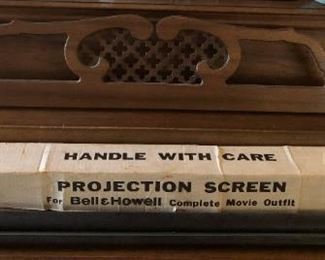 HANDLE WITH CARE
PROJECTION SCREEN
For Bell & Howell Complete Movie Outfit